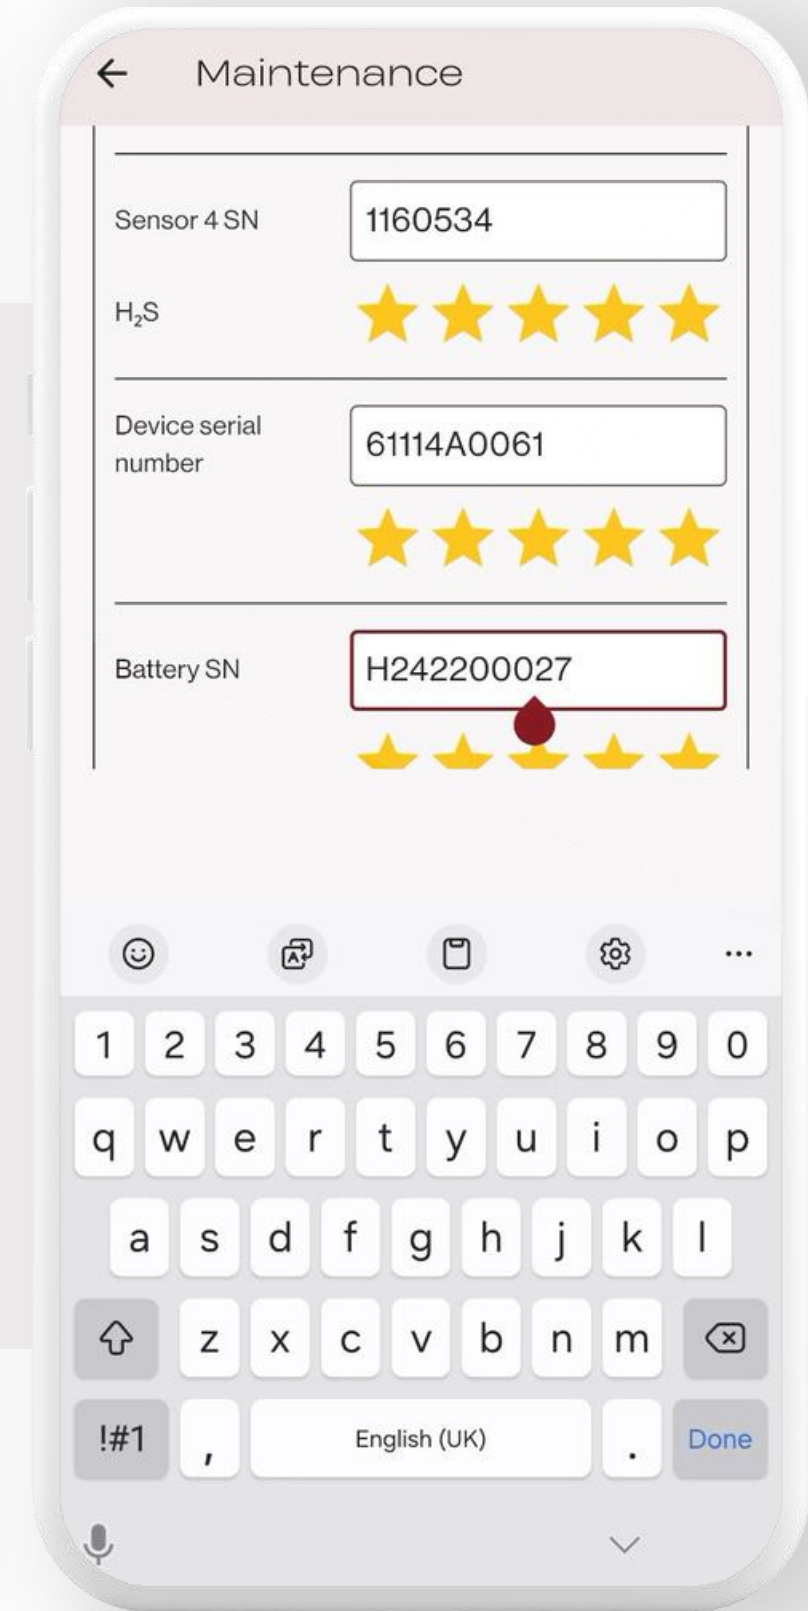 Maintenance
Sensor 4 SN 1160534
H₂S
Device serial
number
61114A0061
Battery SN H242200027
1 2 3 4 5 6 7 8 9 0
q w e r t y u i o p
a s d f g h j k l
z x c v b n m
!#1 , English (UK) . Done